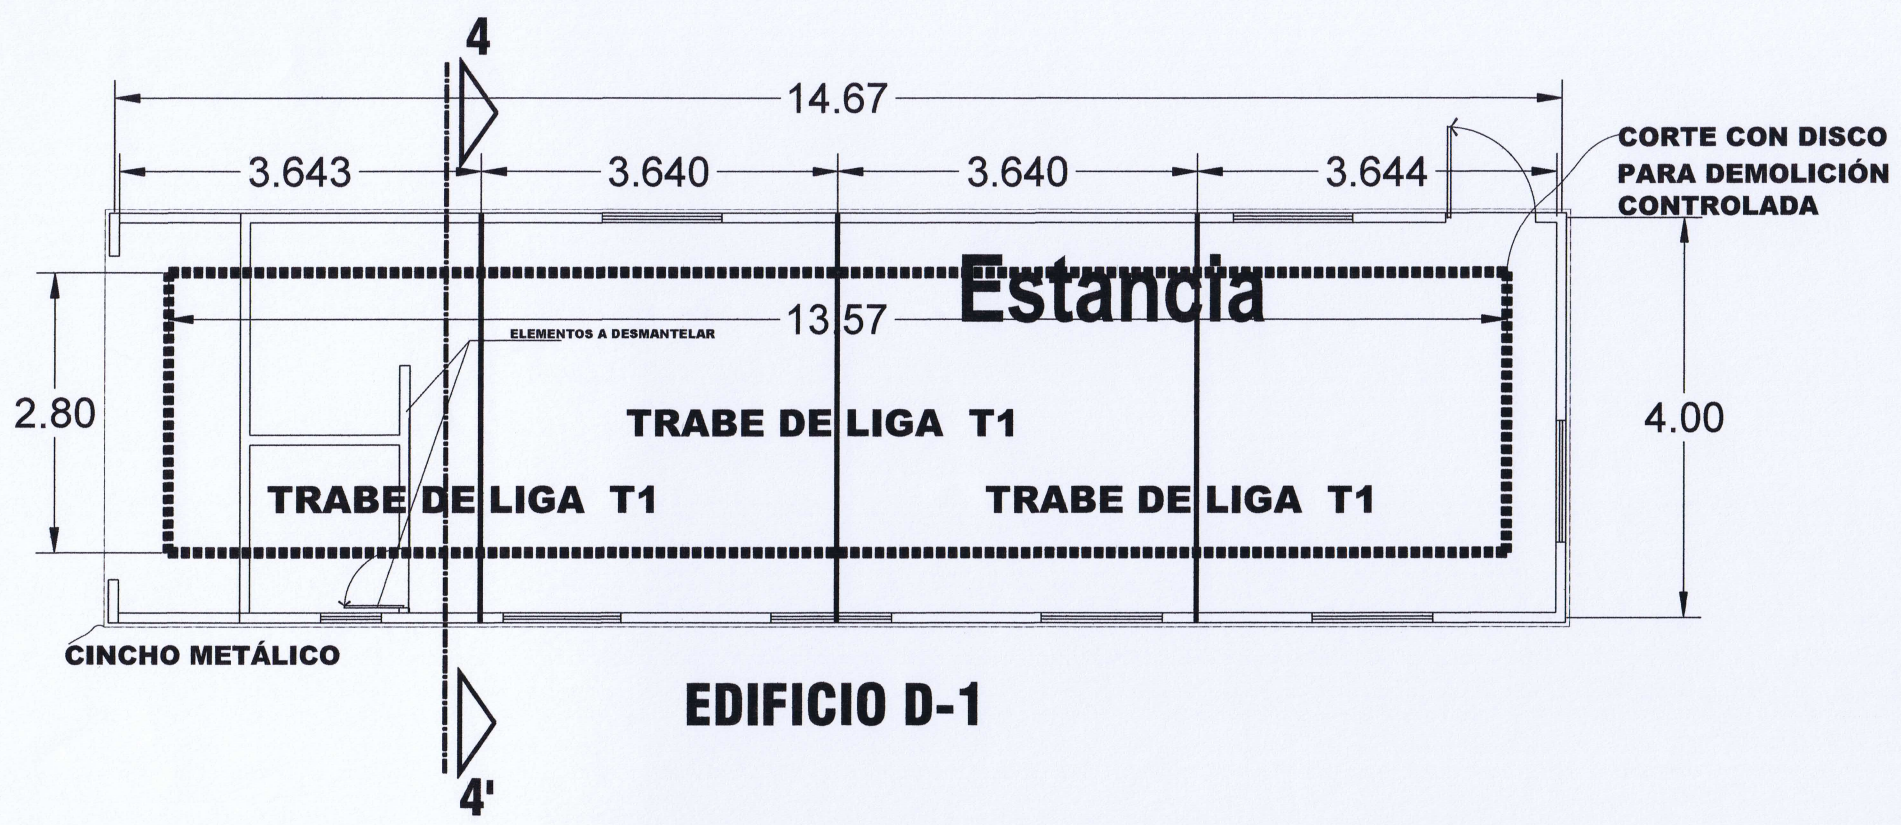 4
14.67
3.643
3.640
3.640
3.644
CORTE CON DISCO
PARA DEMOLICIÓN
CONTROLADA
Estancia
13.57
ELEMENTOS A DESMANTELAR
2.80
4.00
TRABE DE LIGA T1
TRABE DE LIGA T1
TRABE DE LIGA T1
CINCHO METÁLICO
EDIFICIO D-1
4'